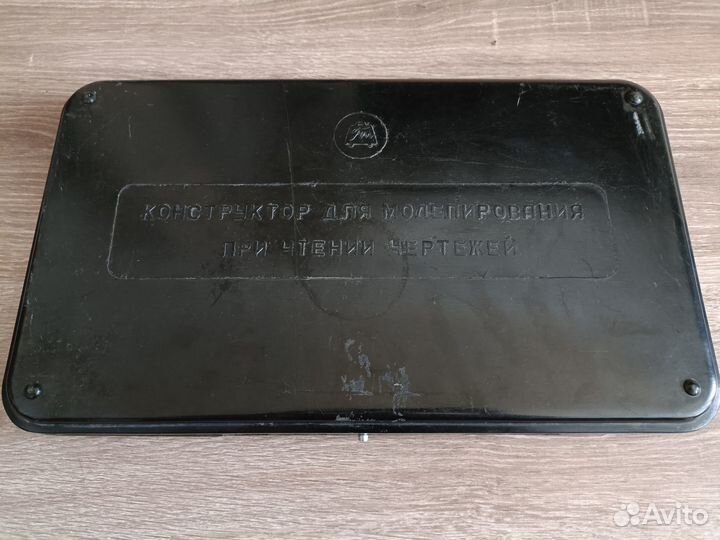 КОНСТРУКТОР ДЛЯ МОДЕЛИРОВАНИЯ
ПРИ ЧТЕНИИ ЧЕРТЕЖЕЙ
Avito